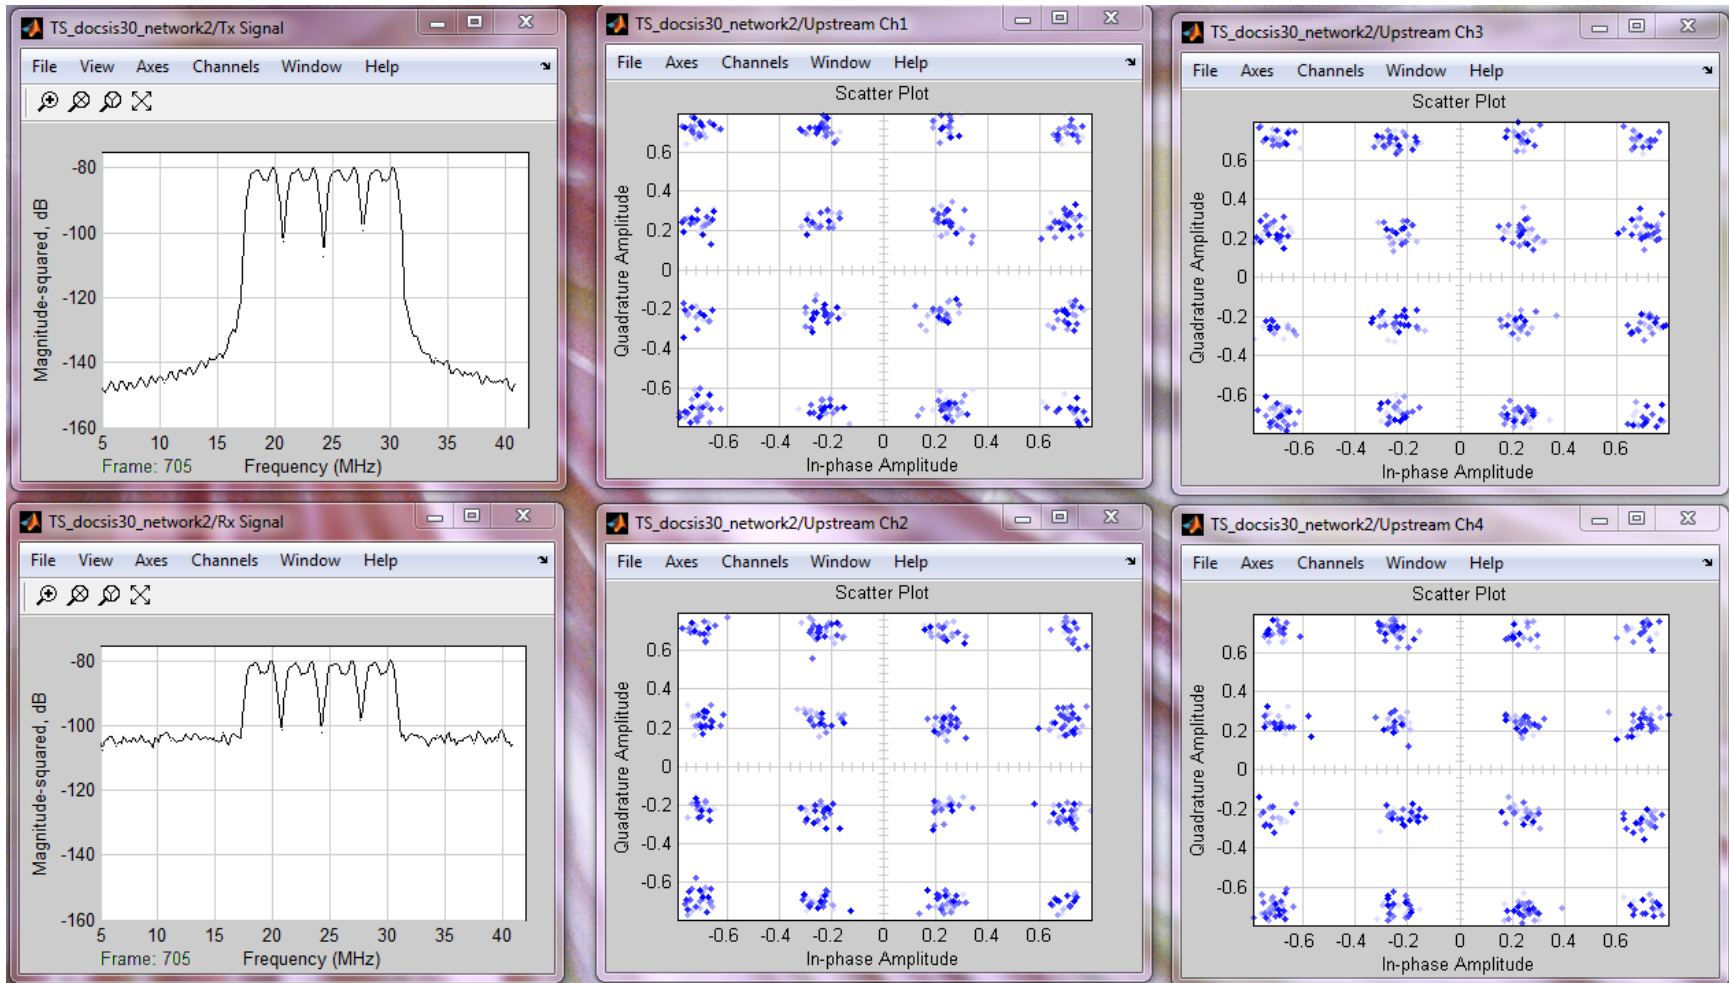 TS_docsis30_network2/Tx Signal
File View Axes Channels Window Help
-80
-100
-120
-140
-160
Magnitude-squared, dB
5 10 15 20 25 30 35 40
Frame: 705 Frequency (MHz)
TS_docsis30_network2/Upstream Ch1
File Axes Channels Window Help
Scatter Plot
0.6
0.4
0.2
0
-0.2
-0.4
-0.6
Quadrature Amplitude
-0.6 -0.4 -0.2 0 0.2 0.4 0.6
In-phase Amplitude
TS_docsis30_network2/Upstream Ch3
File Axes Channels Window Help
Scatter Plot
0.6
0.4
0.2
0
-0.2
-0.4
-0.6
Quadrature Amplitude
-0.6 -0.4 -0.2 0 0.2 0.4 0.6
In-phase Amplitude
TS_docsis30_network2/Rx Signal
File View Axes Channels Window Help
-80
-100
-120
-140
-160
Magnitude-squared, dB
5 10 15 20 25 30 35 40
Frame: 705 Frequency (MHz)
TS_docsis30_network2/Upstream Ch2
File Axes Channels Window Help
Scatter Plot
0.6
0.4
0.2
0
-0.2
-0.4
-0.6
Quadrature Amplitude
-0.6 -0.4 -0.2 0 0.2 0.4 0.6
In-phase Amplitude
TS_docsis30_network2/Upstream Ch4
File Axes Channels Window Help
Scatter Plot
0.6
0.4
0.2
0
-0.2
-0.4
-0.6
Quadrature Amplitude
-0.6 -0.4 -0.2 0 0.2 0.4 0.6
In-phase Amplitude